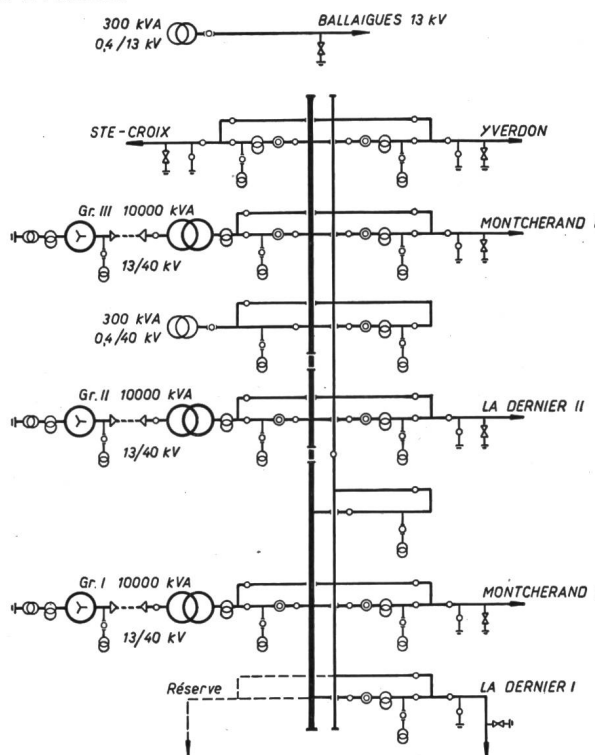 300 kVA
0,4/13 kV
BALLAIGUES 13 kV
STE-CROIX
YVERDON
Gr. III 10000 kVA
MONTCHERAND
13/40 kV
300 kVA
0,4/40 kV
Gr. II 10000 kVA
LA DERNIER II
13/40 kV
Gr. I 10000 kVA
MONTCHERAND
13/40 kV
Réserve
LA DERNIER I